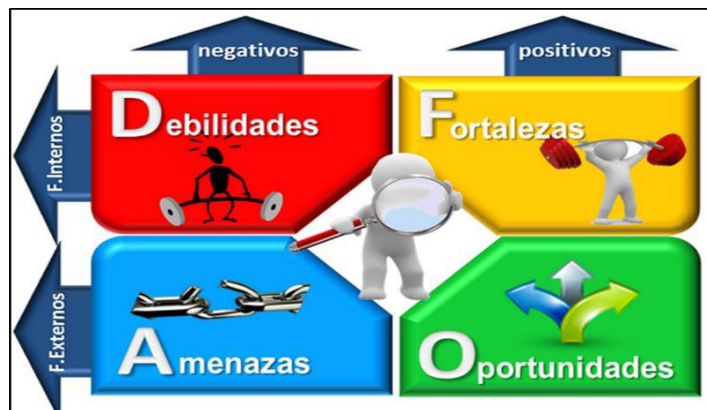 negativos
positivos
F.Internos
Debilidades
Fortalezas
F.Externos
Amenazas
Oportunidades